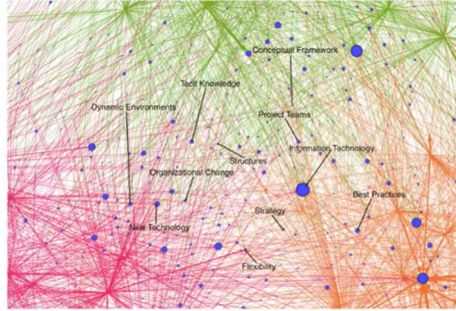 Conceptual Framework
Tacit Knowledge
Dynamic Environments
Project Teams
Information Technology
Structures
Organizational Change
Best Practices
Strategy
New Technology
Flexibility